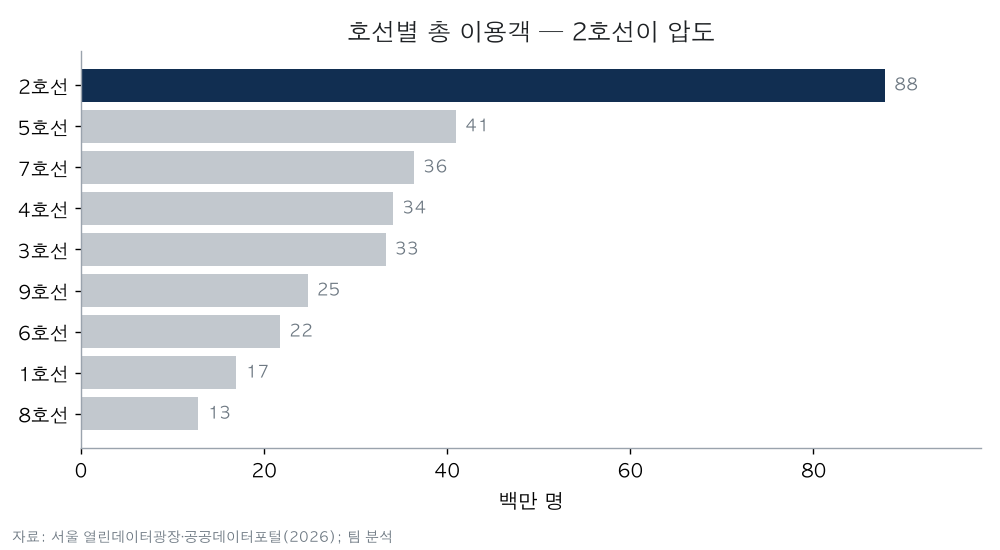 호선별 총 이용객 — 2호선이 압도
2호선 88
5호선 41
7호선 36
4호선 34
3호선 33
9호선 25
6호선 22
1호선 17
8호선 13
0 20 40 60 80
백만 명
자료: 서울 열린데이터광장·공공데이터포털(2026); 팀 분석